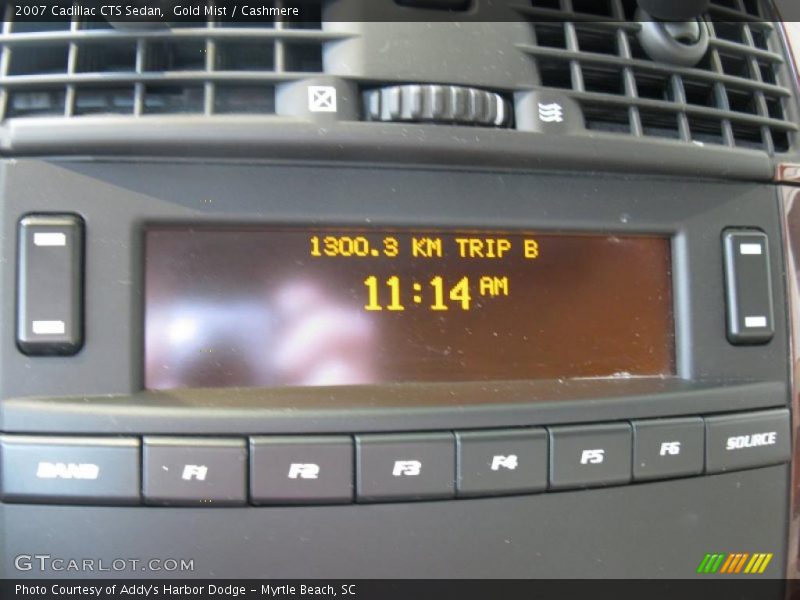 2007 Cadillac CTS Sedan,  Gold Mist / Cashmere
1300.3 KM TRIP B
11:14 AM
BAND F1 F2 F3 F4 F5 F6 SOURCE
GTCARLOT.COM
Photo Courtesy of Addy's Harbor Dodge - Myrtle Beach, SC